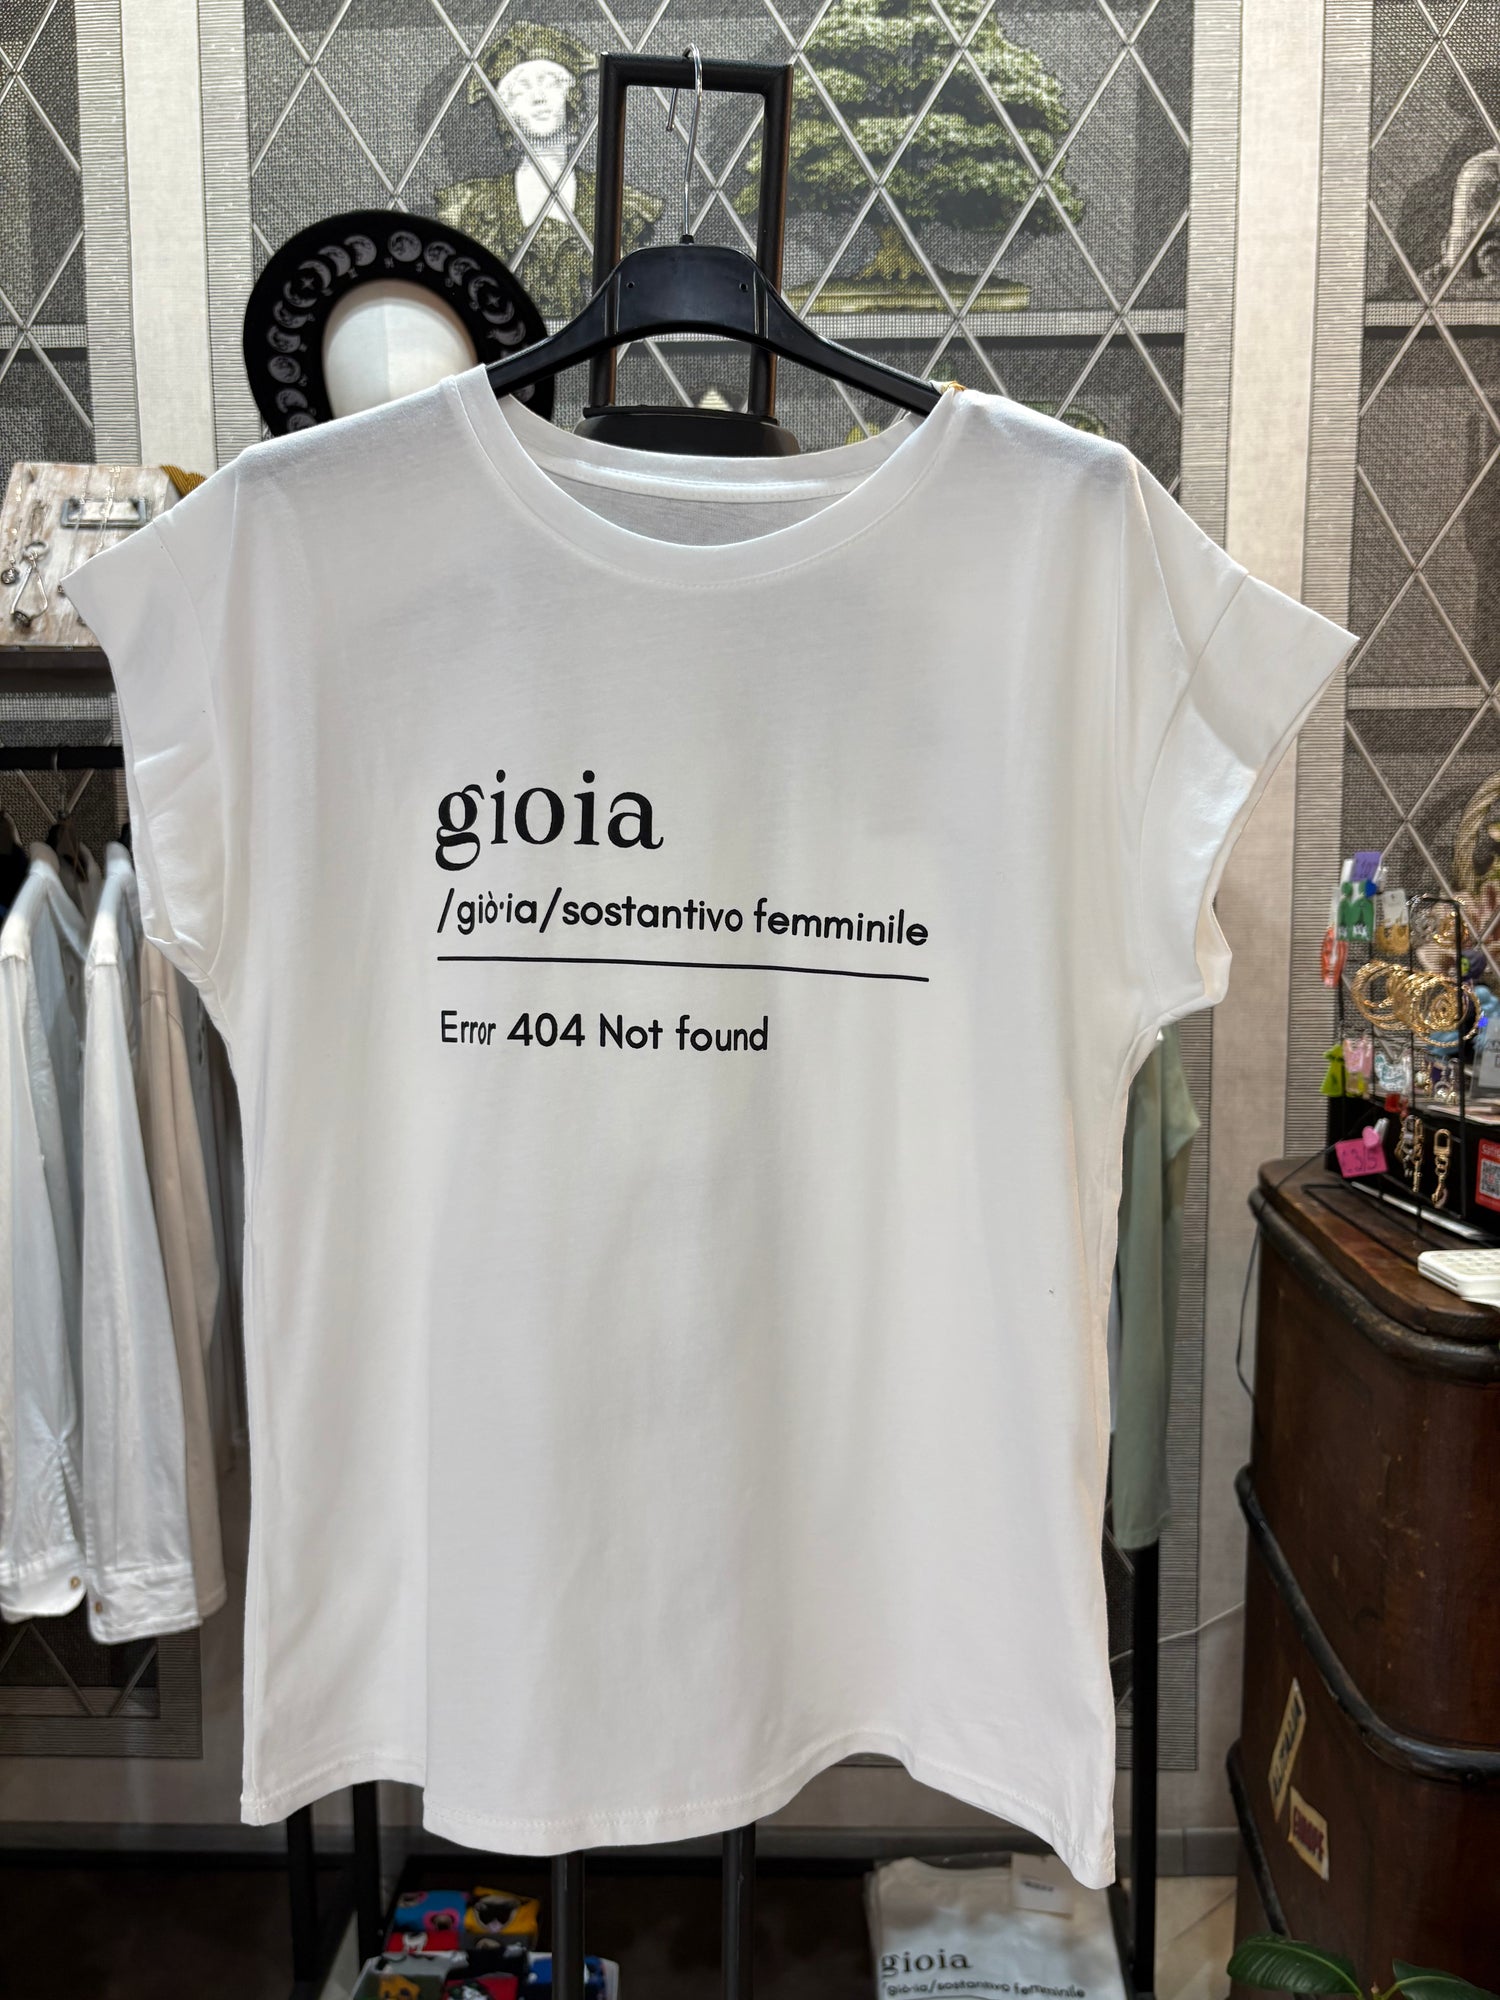 gioia
/giò·ia/sostantivo femminile
Error 404 Not found
gioia
/giò·ia/sostantivo femminile